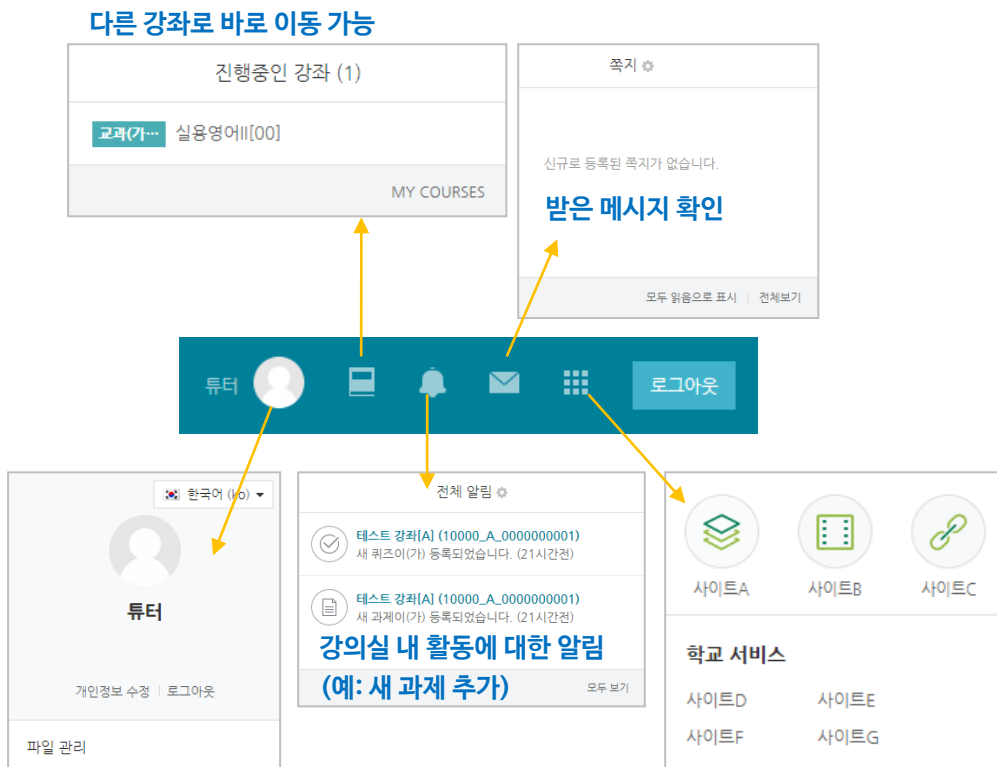 다른 강좌로 바로 이동 가능
진행중인 강좌 (1)
교과(가… 실용영어II[00]
MY COURSES
쪽지
신규로 등록된 쪽지가 없습니다.
받은 메시지 확인
모두 읽음으로 표시 | 전체보기
튜터
로그아웃
한국어 (ko)
튜터
개인정보 수정 | 로그아웃
파일 관리
전체 알림
테스트 강좌[A] (10000_A_0000000001)
새 퀴즈이(가) 등록되었습니다. (21시간전)
테스트 강좌[A] (10000_A_0000000001)
새 과제이(가) 등록되었습니다. (21시간전)
강의실 내 활동에 대한 알림
(예: 새 과제 추가)
모두 보기
사이트A 사이트B 사이트C
학교 서비스
사이트D 사이트E
사이트F 사이트G